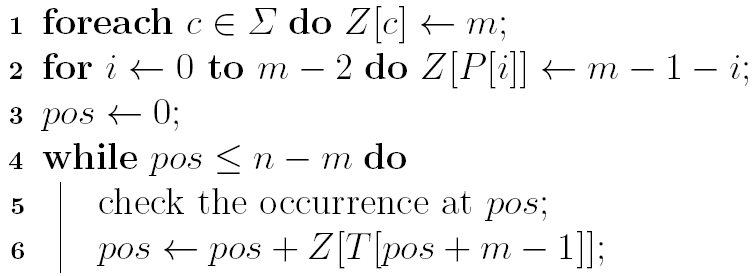 1 foreach c ∈ Σ do Z[c] ← m;
2 for i ← 0 to m − 2 do Z[P[i]] ← m − 1 − i;
3 pos ← 0;
4 while pos ≤ n − m do
5 check the occurrence at pos;
6 pos ← pos + Z[T[pos + m − 1]];